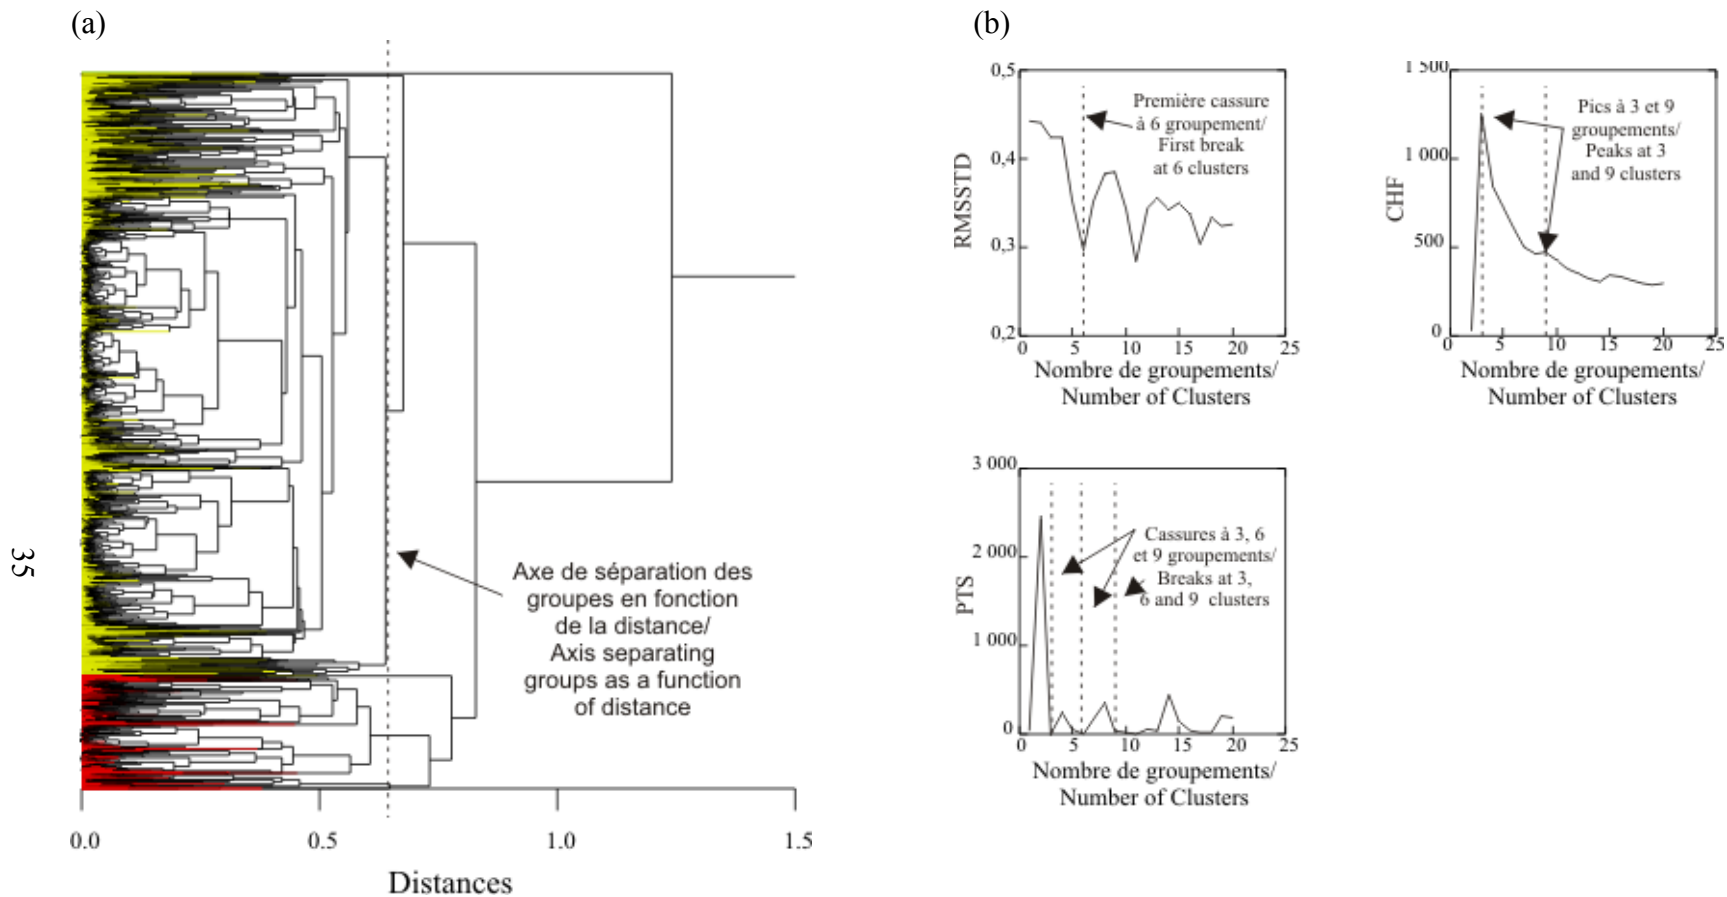 (a)
(b)
35
Axe de séparation des
groupes en fonction
de la distance/
Axis separating
groups as a function
of distance
0.0
0.5
1.0
1.5
Distances
0,5
0,4
0,3
0,2
RMSSTD
Première cassure
à 6 groupement/
First break
at 6 clusters
0
5
10
15
20
25
Nombre de groupements/
Number of Clusters
1 500
1 000
500
0
CHF
Pics à 3 et 9
groupements/
Peaks at 3
and 9 clusters
0
5
10
15
20
25
Nombre de groupements/
Number of Clusters
3 000
2 000
1 000
0
PTS
Cassures à 3, 6
et 9 groupements/
Breaks at 3,
6 and 9 clusters
0
5
10
15
20
25
Nombre de groupements/
Number of Clusters